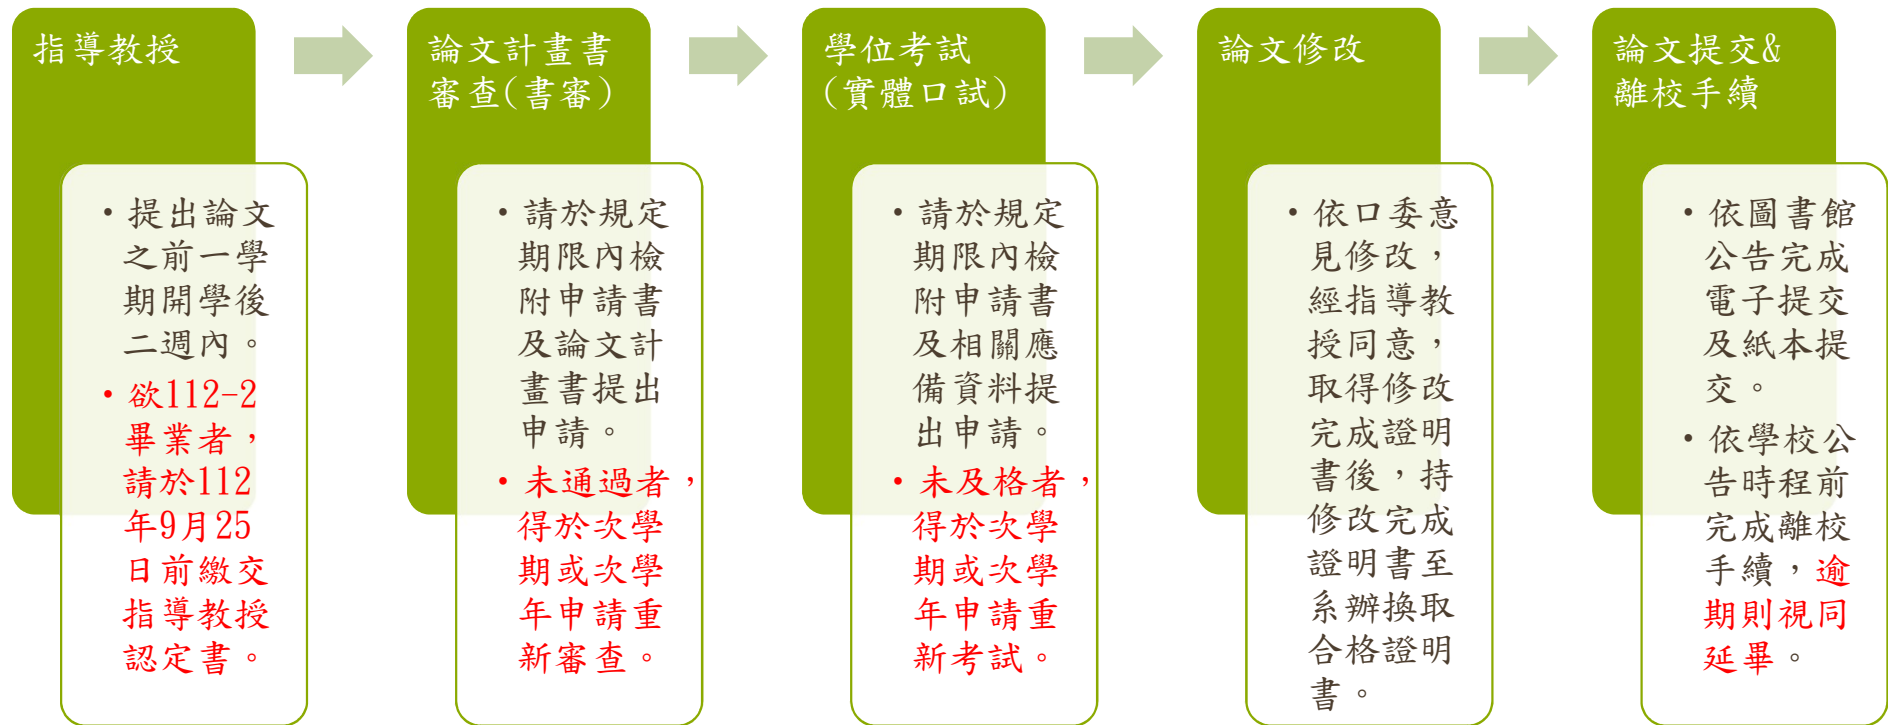 指導教授
• 提出論文
之前一學
期開學後
二週內。
• 欲112-2
畢業者，
請於112
年9月25
日前繳交
指導教授
認定書。
論文計畫書
審查(書審)
• 請於規定
期限內檢
附申請書
及論文計
畫書提出
申請。
• 未通過者，
得於次學
期或次學
年申請重
新審查。
學位考試
(實體口試)
• 請於規定
期限內檢
附申請書
及相關應
備資料提
出申請。
• 未及格者，
得於次學
期或次學
年申請重
新考試。
論文修改
• 依口委意
見修改，
經指導教
授同意，
取得修改
完成證明
書後，持
修改完成
證明書至
系辦換取
合格證明
書。
論文提交&
離校手續
• 依圖書館
公告完成
電子提交
及紙本提
交。
• 依學校公
告時程前
完成離校
手續，逾
期則視同
延畢。